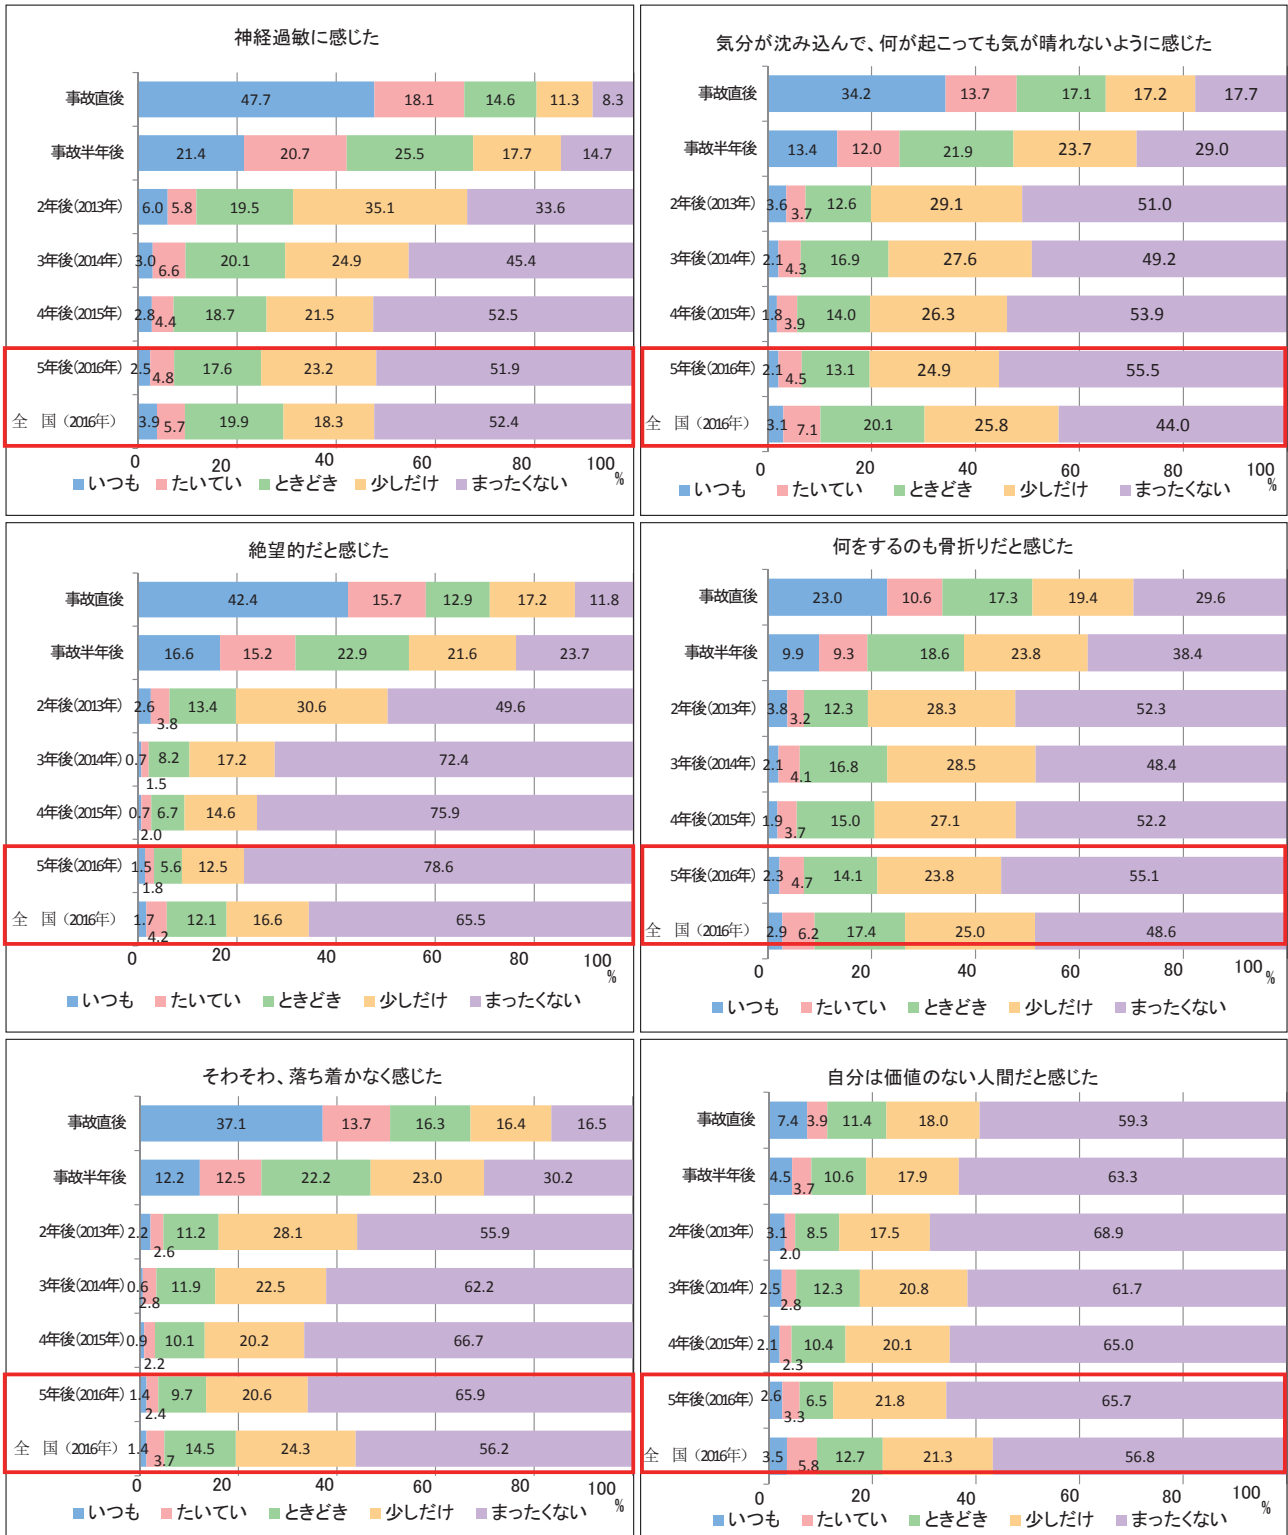 神経過敏に感じた
事故直後 47.7 18.1 14.6 11.3 8.3
事故半年後 21.4 20.7 25.5 17.7 14.7
2年後(2013年) 6.0 5.8 19.5 35.1 33.6
3年後(2014年) 3.0 6.6 20.1 24.9 45.4
4年後(2015年) 2.8 4.4 18.7 21.5 52.5
5年後(2016年) 2.5 4.8 17.6 23.2 51.9
全 国(2016年) 3.9 5.7 19.9 18.3 52.4
0 20 40 60 80 100
%
いつも たいてい ときどき 少しだけ まったくない
気分が沈み込んで、何が起こっても気が晴れないように感じた
事故直後 34.2 13.7 17.1 17.2 17.7
事故半年後 13.4 12.0 21.9 23.7 29.0
2年後(2013年) 3.6 3.7 12.6 29.1 51.0
3年後(2014年) 2.1 4.3 16.9 27.6 49.2
4年後(2015年) 1.8 3.9 14.0 26.3 53.9
5年後(2016年) 2.1 4.5 13.1 24.9 55.5
全 国(2016年) 3.1 7.1 20.1 25.8 44.0
0 20 40 60 80 100
%
いつも たいてい ときどき 少しだけ まったくない
絶望的だと感じた
事故直後 42.4 15.7 12.9 17.2 11.8
事故半年後 16.6 15.2 22.9 21.6 23.7
2年後(2013年) 2.6 3.8 13.4 30.6 49.6
3年後(2014年) 0.7 1.5 8.2 17.2 72.4
4年後(2015年) 0.7 2.0 6.7 14.6 75.9
5年後(2016年) 1.5 1.8 5.6 12.5 78.6
全 国(2016年) 1.7 4.2 12.1 16.6 65.5
0 20 40 60 80 100
%
いつも たいてい ときどき 少しだけ まったくない
何をするのも骨折りだと感じた
事故直後 23.0 10.6 17.3 19.4 29.6
事故半年後 9.9 9.3 18.6 23.8 38.4
2年後(2013年) 3.8 3.2 12.3 28.3 52.3
3年後(2014年) 2.1 4.1 16.8 28.5 48.4
4年後(2015年) 1.9 3.7 15.0 27.1 52.2
5年後(2016年) 2.3 4.7 14.1 23.8 55.1
全 国(2016年) 2.9 6.2 17.4 25.0 48.6
0 20 40 60 80 100
%
いつも たいてい ときどき 少しだけ まったくない
そわそわ、落ち着かなく感じた
事故直後 37.1 13.7 16.3 16.4 16.5
事故半年後 12.2 12.5 22.2 23.0 30.2
2年後(2013年) 2.2 2.6 11.2 28.1 55.9
3年後(2014年) 0.6 2.8 11.9 22.5 62.2
4年後(2015年) 0.9 2.2 10.1 20.2 66.7
5年後(2016年) 1.4 2.4 9.7 20.6 65.9
全 国(2016年) 1.4 3.7 14.5 24.3 56.2
0 20 40 60 80 100
%
いつも たいてい ときどき 少しだけ まったくない
自分は価値のない人間だと感じた
事故直後 7.4 3.9 11.4 18.0 59.3
事故半年後 4.5 3.7 10.6 17.9 63.3
2年後(2013年) 3.1 2.0 8.5 17.5 68.9
3年後(2014年) 2.5 2.8 12.3 20.8 61.7
4年後(2015年) 2.1 2.3 10.4 20.1 65.0
5年後(2016年) 2.6 3.3 6.5 21.8 65.7
全 国(2016年) 3.5 5.8 12.7 21.3 56.8
0 20 40 60 80 100
%
いつも たいてい ときどき 少しだけ まったくない